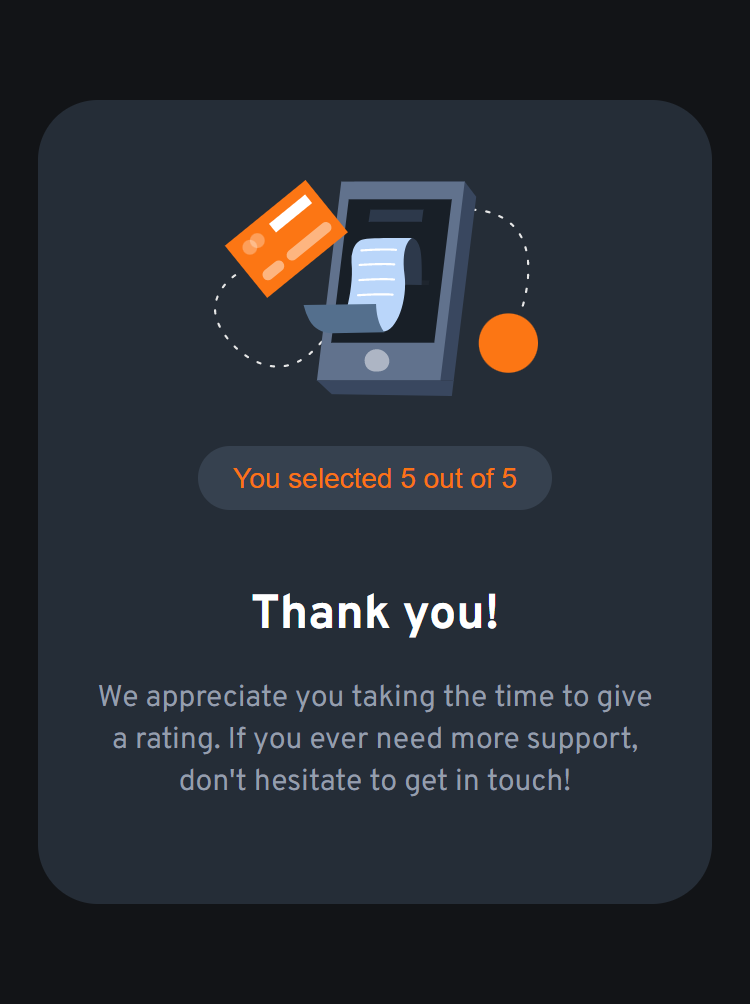 You selected 5 out of 5
Thank you!
We appreciate you taking the time to give
a rating. If you ever need more support,
don't hesitate to get in touch!